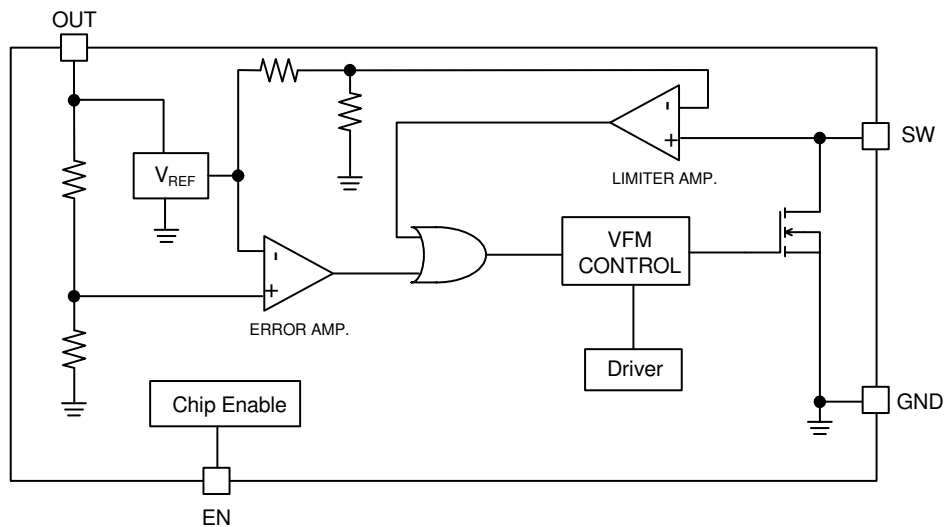 OUT
SW
-
+
LIMITER AMP.
VREF
-
+
ERROR AMP.
VFM
CONTROL
Driver
Chip Enable
GND
EN